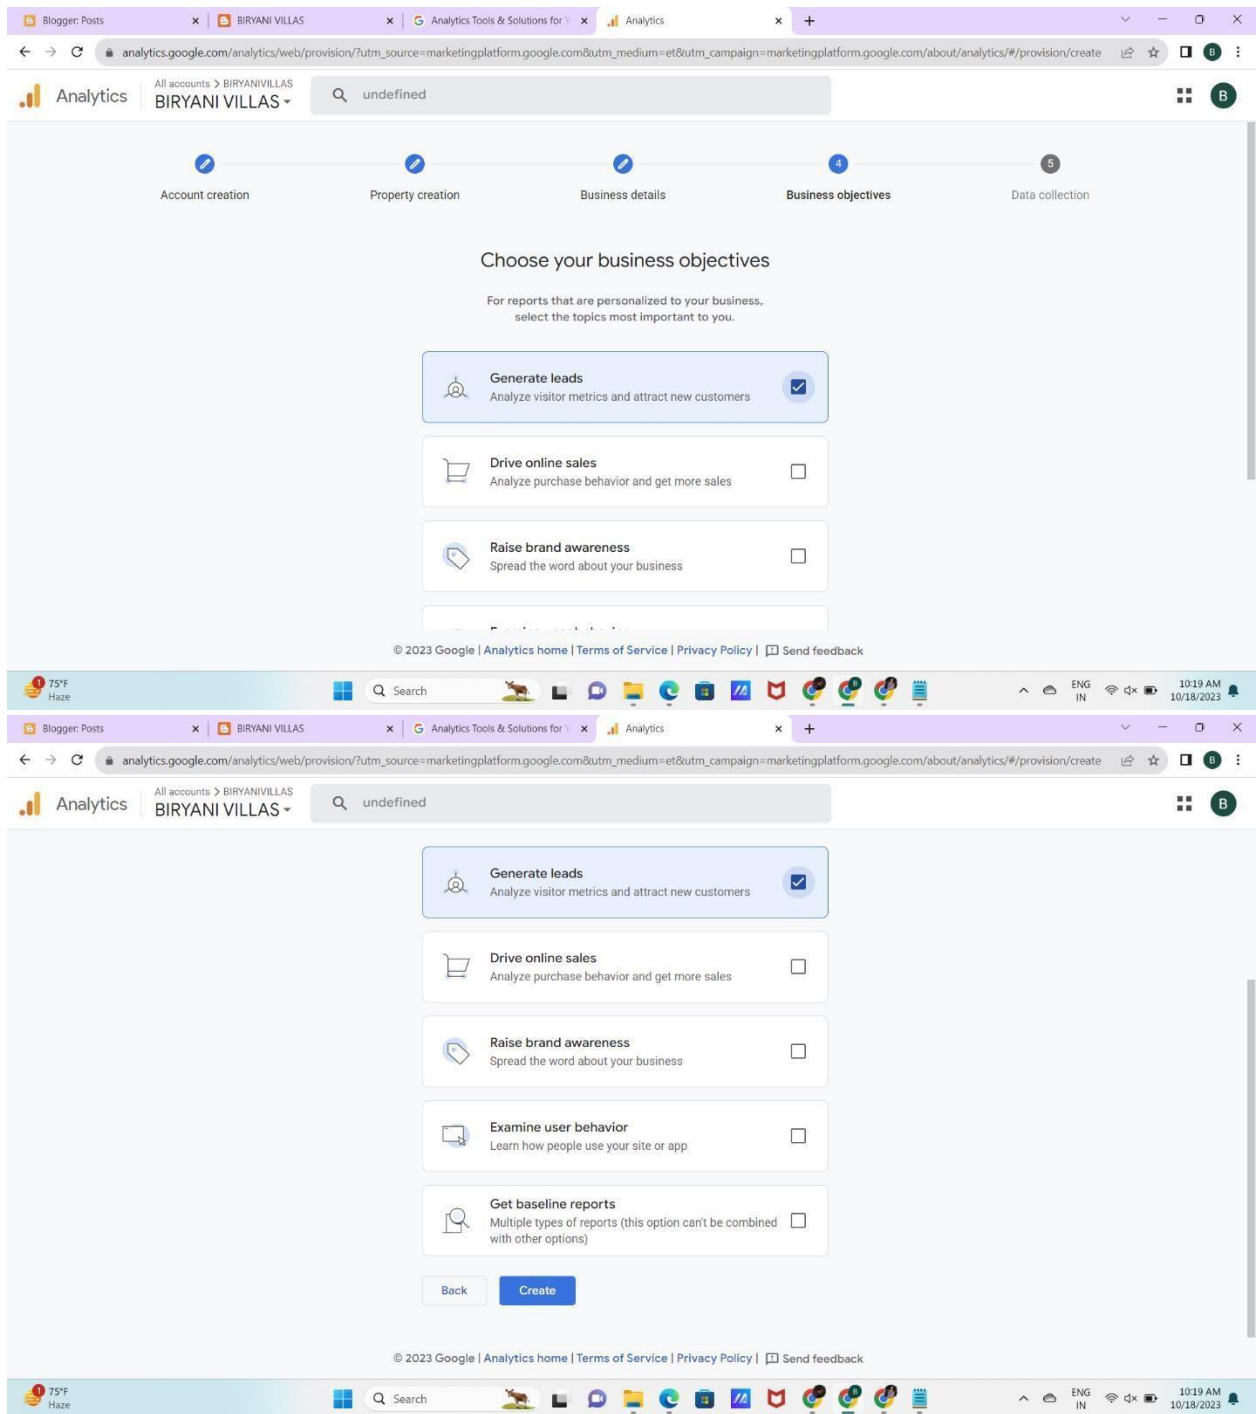 Blogger: Posts
BIRYANI VILLAS
Analytics Tools & Solutions for
Analytics
analytics.google.com/analytics/web/provision/?utm_source=marketingplatform.google.com&utm_medium=et&utm_campaign=marketingplatform.google.com/about/analytics/#/provision/create
B
Analytics
All accounts > BIRYANIVILLAS
BIRYANI VILLAS
undefined
B
4
5
Account creation
Property creation
Business details
Business objectives
Data collection
Choose your business objectives
For reports that are personalized to your business,
select the topics most important to you.
Generate leads
Analyze visitor metrics and attract new customers
Drive online sales
Analyze purchase behavior and get more sales
Raise brand awareness
Spread the word about your business
© 2023 Google | Analytics home | Terms of Service | Privacy Policy | Send feedback
1
75°F
Haze
Search
ENG
IN
10:19 AM
10/18/2023
Blogger: Posts
BIRYANI VILLAS
Analytics Tools & Solutions for
Analytics
analytics.google.com/analytics/web/provision/?utm_source=marketingplatform.google.com&utm_medium=et&utm_campaign=marketingplatform.google.com/about/analytics/#/provision/create
B
Analytics
All accounts > BIRYANIVILLAS
BIRYANI VILLAS
undefined
B
Generate leads
Analyze visitor metrics and attract new customers
Drive online sales
Analyze purchase behavior and get more sales
Raise brand awareness
Spread the word about your business
Examine user behavior
Learn how people use your site or app
Get baseline reports
Multiple types of reports (this option can't be combined
with other options)
Back
Create
© 2023 Google | Analytics home | Terms of Service | Privacy Policy | Send feedback
1
75°F
Haze
Search
ENG
IN
10:19 AM
10/18/2023